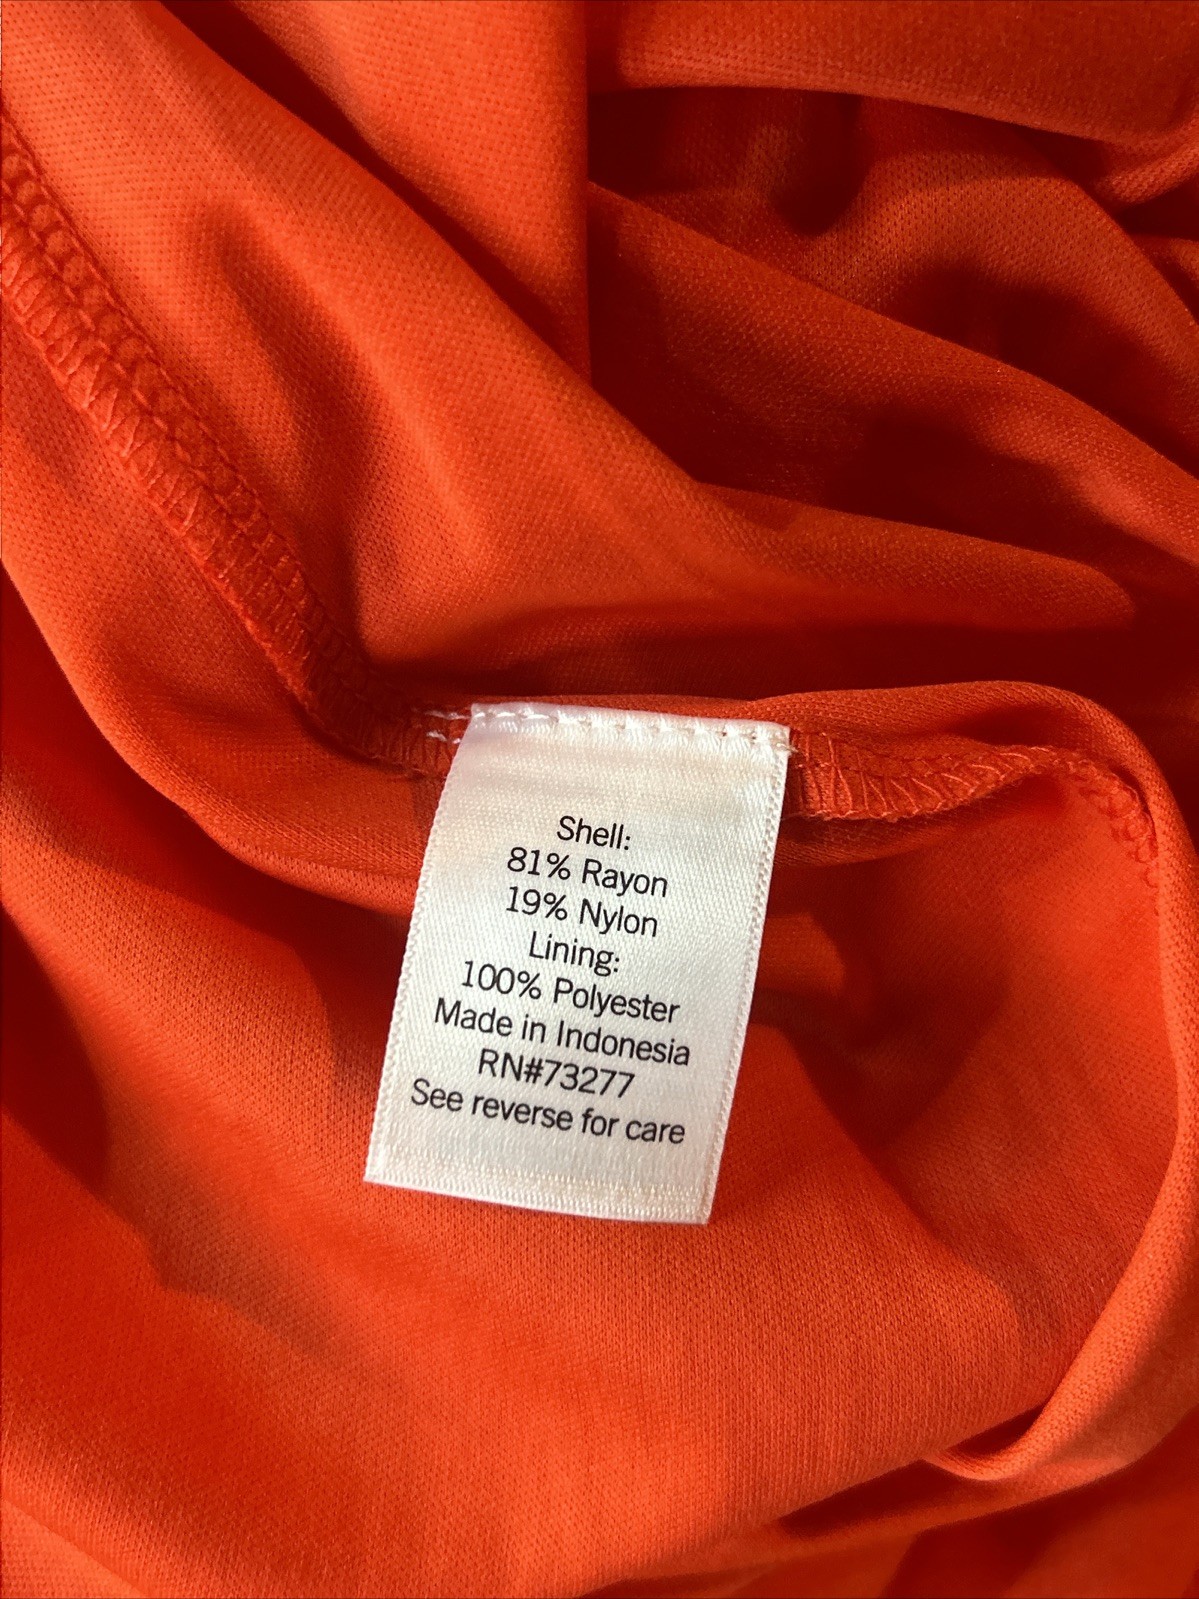 Shell:
81% Rayon
19% Nylon
Lining:
100% Polyester
Made in Indonesia
RN#73277
See reverse for care